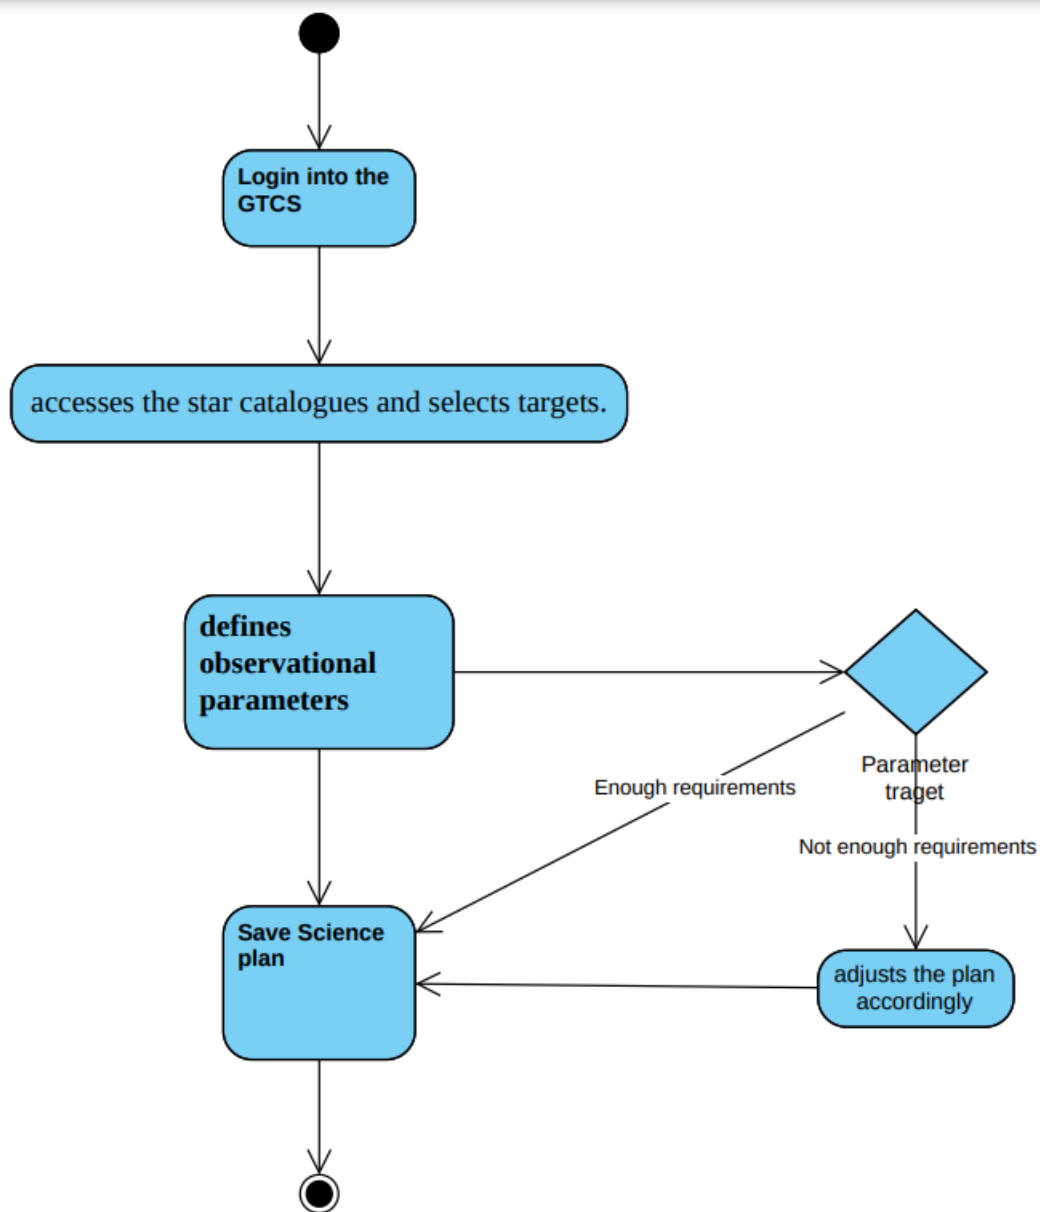 Login into the
GTCS
accesses the star catalogues and selects targets.
defines
observational
parameters
Parameter
traget
Enough requirements
Not enough requirements
Save Science
plan
adjusts the plan
accordingly